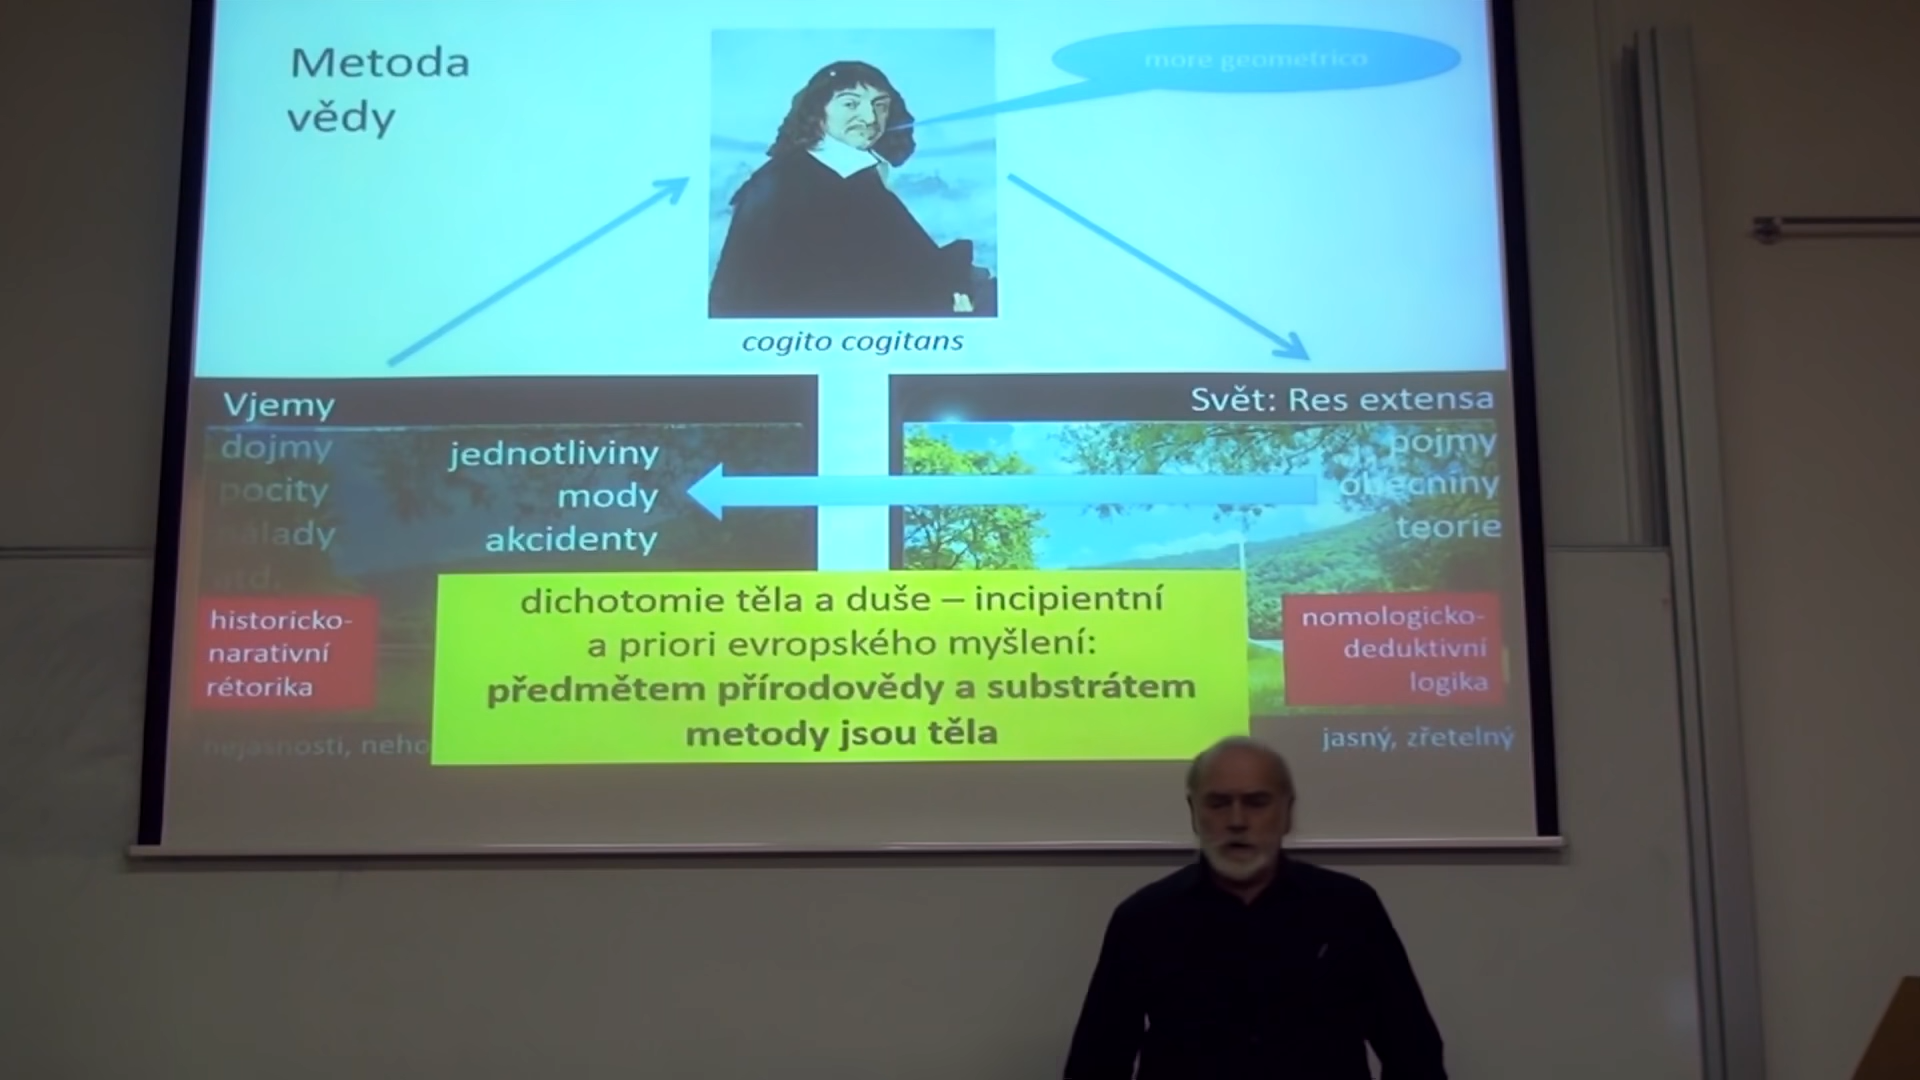 Metoda
vědy
more geometrico
cogito cogitans
Vjemy
dojmy
pocity
nálady
atd.
jednotliviny
mody
akcidenty
historicko-
narativní
rétorika
nejasnosti,
Svět: Res extensa
pojmy
obecniny
teorie
nomologicko-
deduktivní
logika
jasný, zřetelný
dichotomie těla a duše – incipientní
a priori evropského myšlení:
předmětem přírodovědy a substrátem
metody jsou těla